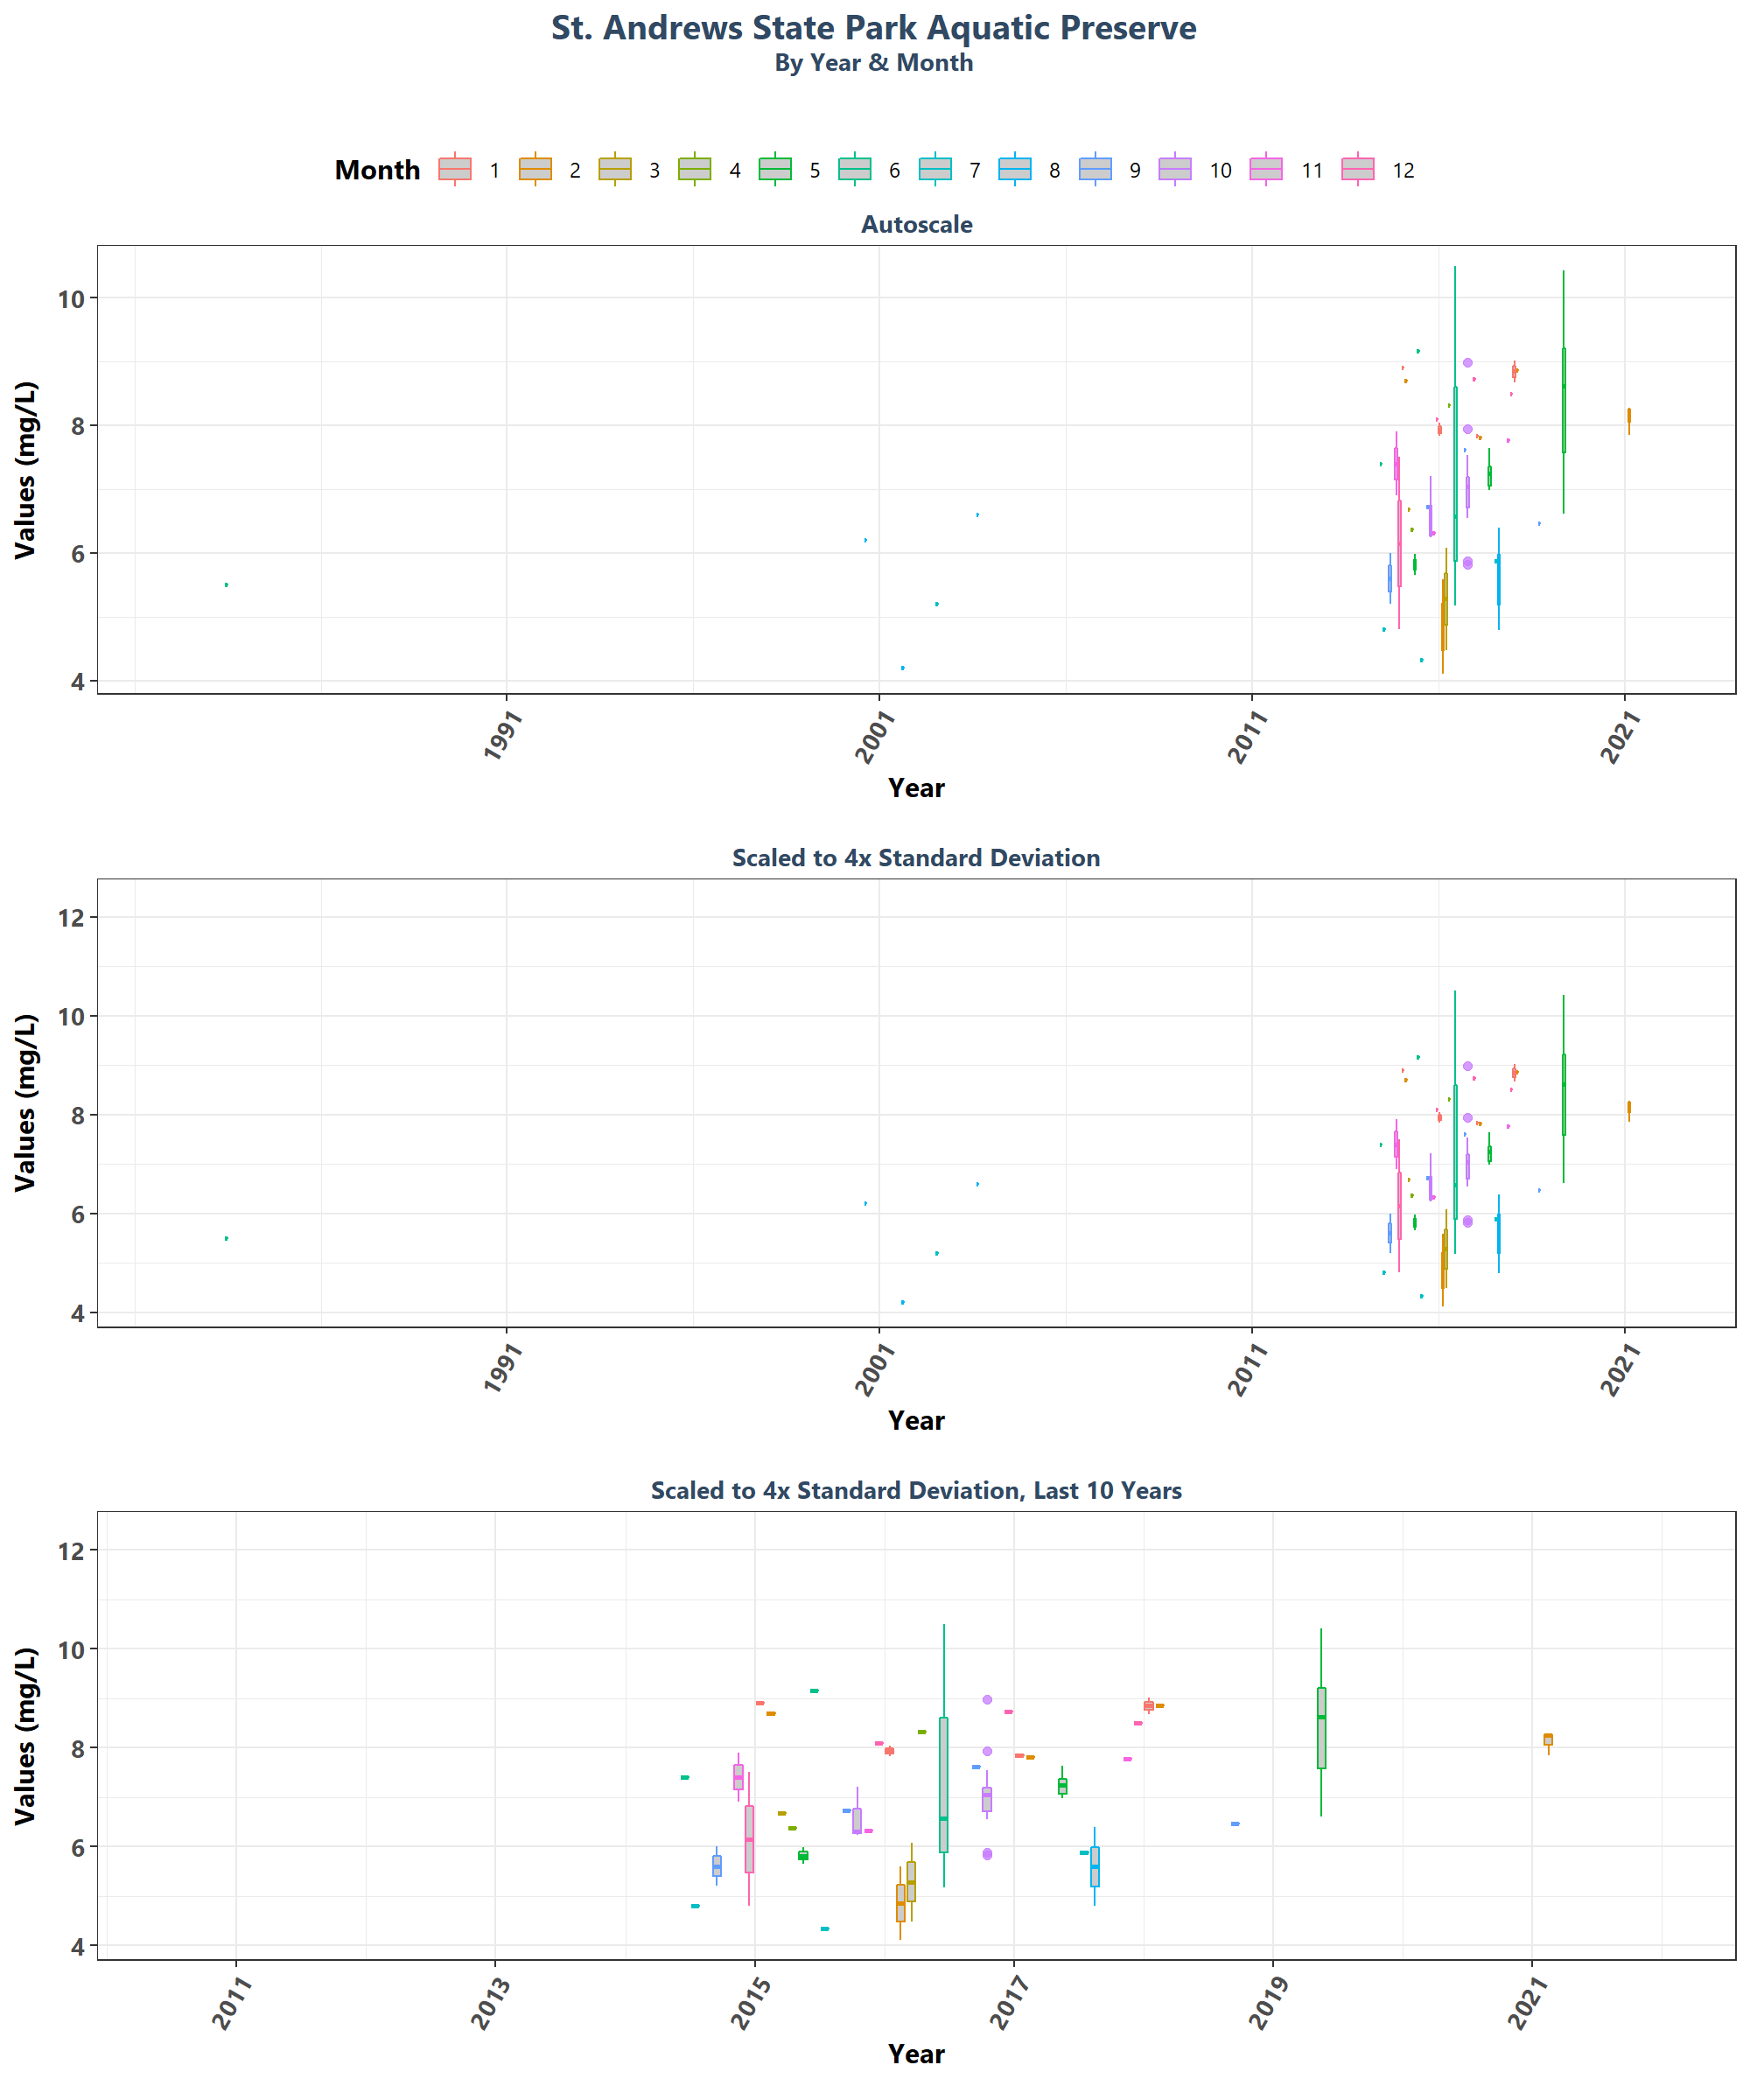 St. Andrews State Park Aquatic Preserve
By Year & Month
Month 1 2 3 4 5 6 7 8 9 10 11 12
Autoscale
Values (mg/L)
10
8
6
4
1991 2001 2011 2021
Year
Scaled to 4x Standard Deviation
Values (mg/L)
12
10
8
6
4
1991 2001 2011 2021
Year
Scaled to 4x Standard Deviation, Last 10 Years
Values (mg/L)
12
10
8
6
4
2011 2013 2015 2017 2019 2021
Year